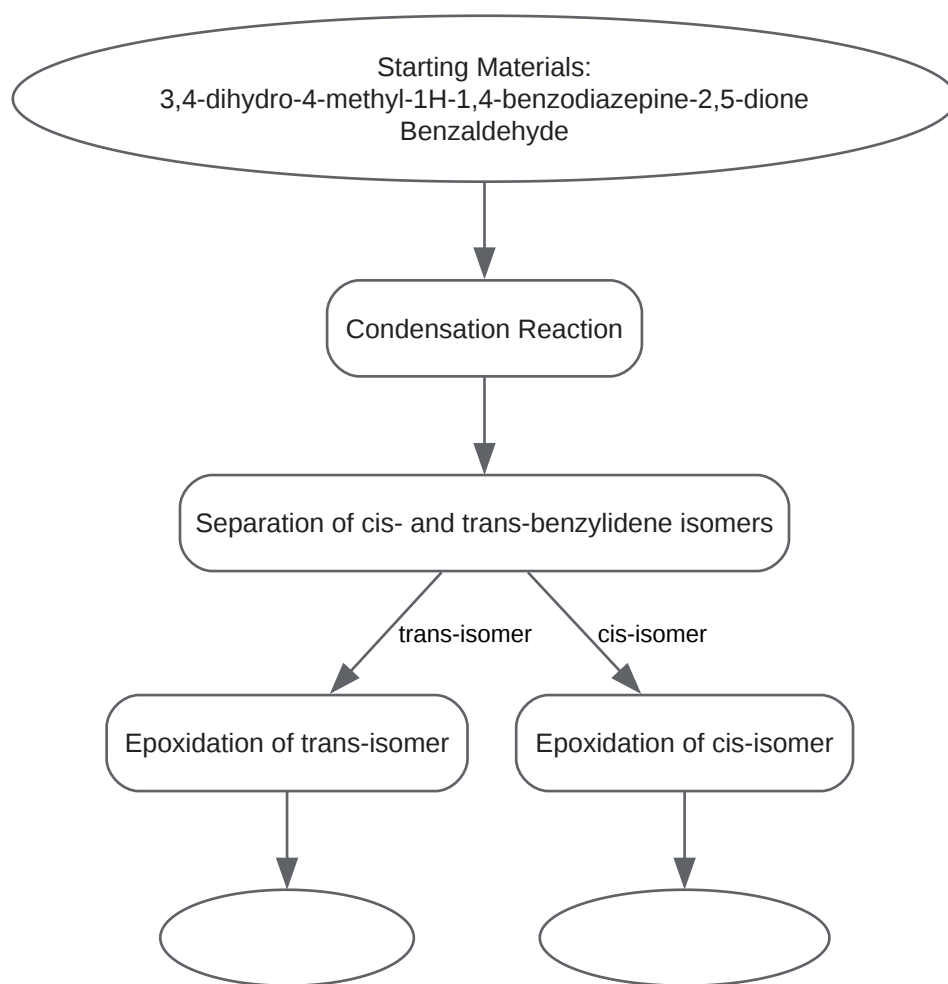 Starting Materials:
3,4-dihydro-4-methyl-1H-1,4-benzodiazepine-2,5-dione
Benzaldehyde
Condensation Reaction
Separation of cis- and trans-benzylidene isomers
trans-isomer
cis-isomer
Epoxidation of trans-isomer
Epoxidation of cis-isomer